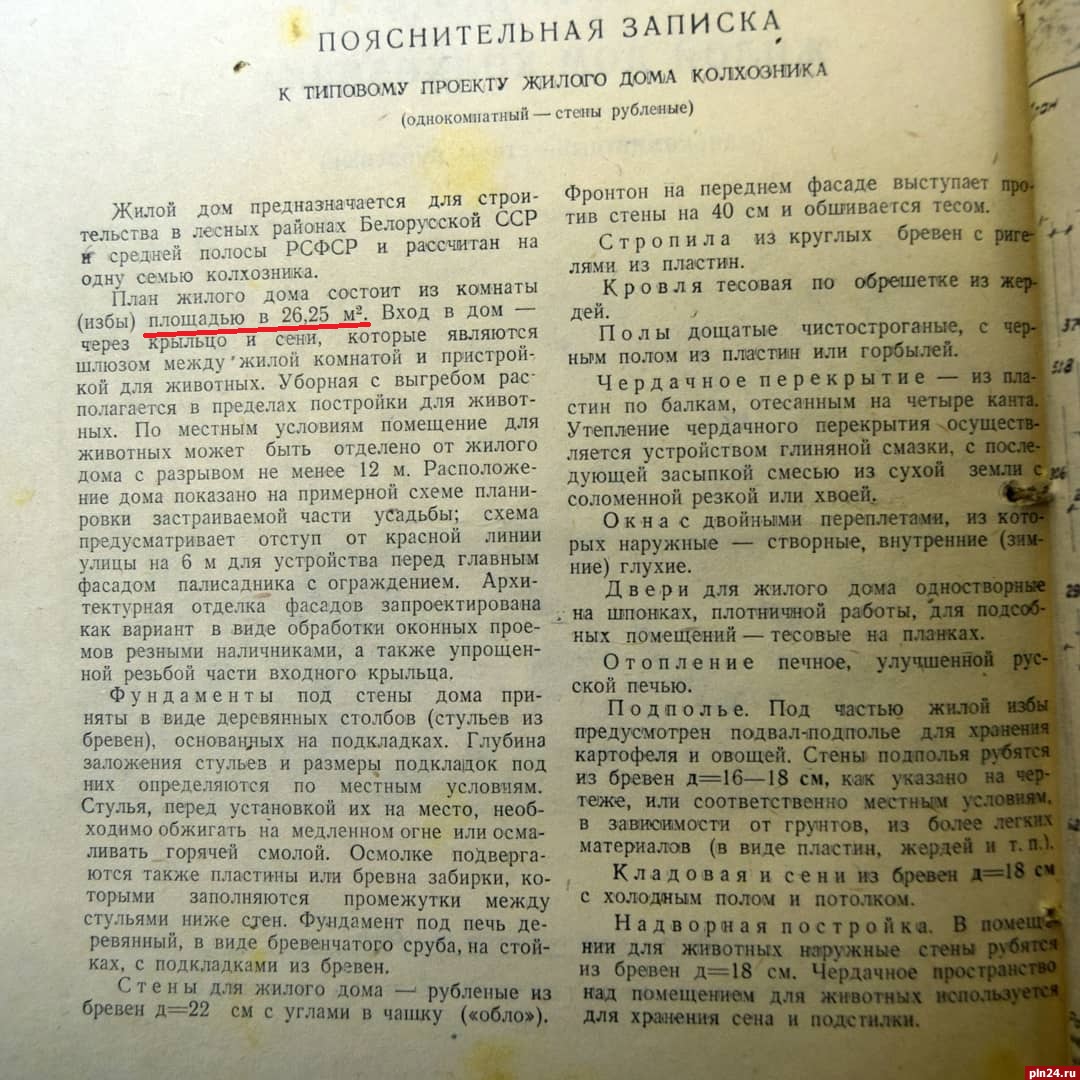 ПОЯСНИТЕЛЬНАЯ ЗАПИСКА
К ТИПОВОМУ ПРОЕКТУ ЖИЛОГО ДОМА КОЛХОЗНИКА
(однокомнатный — стены рубленые)
Жилой дом предназначается для строи-
тельства в лесных районах Белорусской ССР
и средней полосы РСФСР и рассчитан на
одну семью колхозника.
План жилого дома состоит из комнаты
(избы) площадью в 26,25 м². Вход в дом —
через крыльцо и сени, которые являются
шлюзом между жилой комнатой и пристрой-
кой для животных. Уборная с выгребом рас-
полагается в пределах постройки для живот-
ных. По местным условиям помещение для
животных может быть отделено от жилого
дома с разрывом не менее 12 м. Расположе-
ние дома показано на примерной схеме плани-
ровки застраиваемой части усадьбы; схема
предусматривает отступ от красной линии
улицы на 6 м для устройства перед главным
фасадом палисадника с ограждением. Архи-
тектурная отделка фасадов запроектирована
как вариант в виде обработки оконных прое-
мов резными наличниками, а также упрощен-
ной резьбой части входного крыльца.
Фундаменты под стены дома при-
няты в виде деревянных столбов (стульев из
бревен), основанных на подкладках. Глубина
заложения стульев и размеры подкладок под
них определяются по местным условиям.
Стулья, перед установкой их на место, необ-
ходимо обжигать на медленном огне или осма-
ливать горячей смолой. Осмолке подверга-
ются также пластины или бревна забирки, ко-
торыми заполняются промежутки между
стульями ниже стен. Фундамент под печь де-
ревянный, в виде бревенчатого сруба, на стой-
ках, с подкладками из бревен.
Стены для жилого дома — рубленые из
бревен д=22 см с углами в чашку («обло»).
Фронтон на переднем фасаде выступает про-
тив стены на 40 см и обшивается тесом.
Стропила из круглых бревен с риге-
лями из пластин.
Кровля тесовая по обрешетке из жер-
дей.
Полы дощатые чистостроганые, с чер-
ным полом из пластин или горбылей.
Чердачное перекрытие — из пла-
стин по балкам, отесанным на четыре канта.
Утепление чердачного перекрытия осуществ-
ляется устройством глиняной смазки, с после-
дующей засыпкой смесью из сухой земли с
соломенной резкой или хвоей.
Окна с двойными переплетами, из кото-
рых наружные — створные, внутренние (зим-
ние) глухие.
Двери для жилого дома одностворные
на шпонках, плотничной работы, для подсоб-
ных помещений — тесовые на планках.
Отопление печное, улучшенной рус-
ской печью.
Подполье. Под частью жилой избы
предусмотрен подвал-подполье для хранения
картофеля и овощей. Стены подполья рубятся
из бревен д=16—18 см, как указано на чер-
теже, или соответственно местным условиям,
в зависимости от грунтов, из более легких
материалов (в виде пластин, жердей и т. п.).
Кладовая и сени из бревен д=18 см
с холодным полом и потолком.
Надворная постройка. В помеще-
нии для животных наружные стены рубятся
из бревен д=18 см. Чердачное пространство
над помещением для животных используется
для хранения сена и подстилки.
pln24.ru